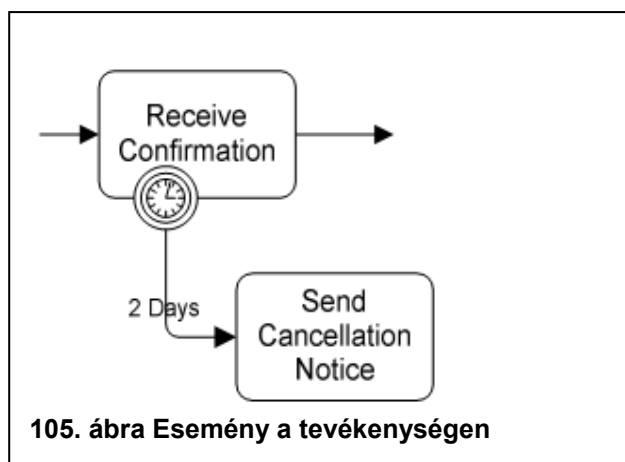 Receive
Confirmation
2 Days
Send
Cancellation
Notice
105. ábra Esemény a tevékenységen